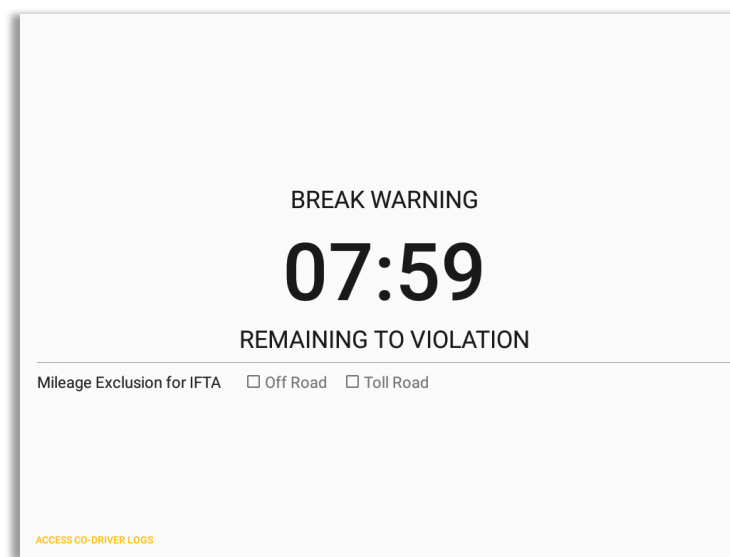 BREAK WARNING
07:59
REMAINING TO VIOLATION
Mileage Exclusion for IFTA Off Road Toll Road
ACCESS CO-DRIVER LOGS